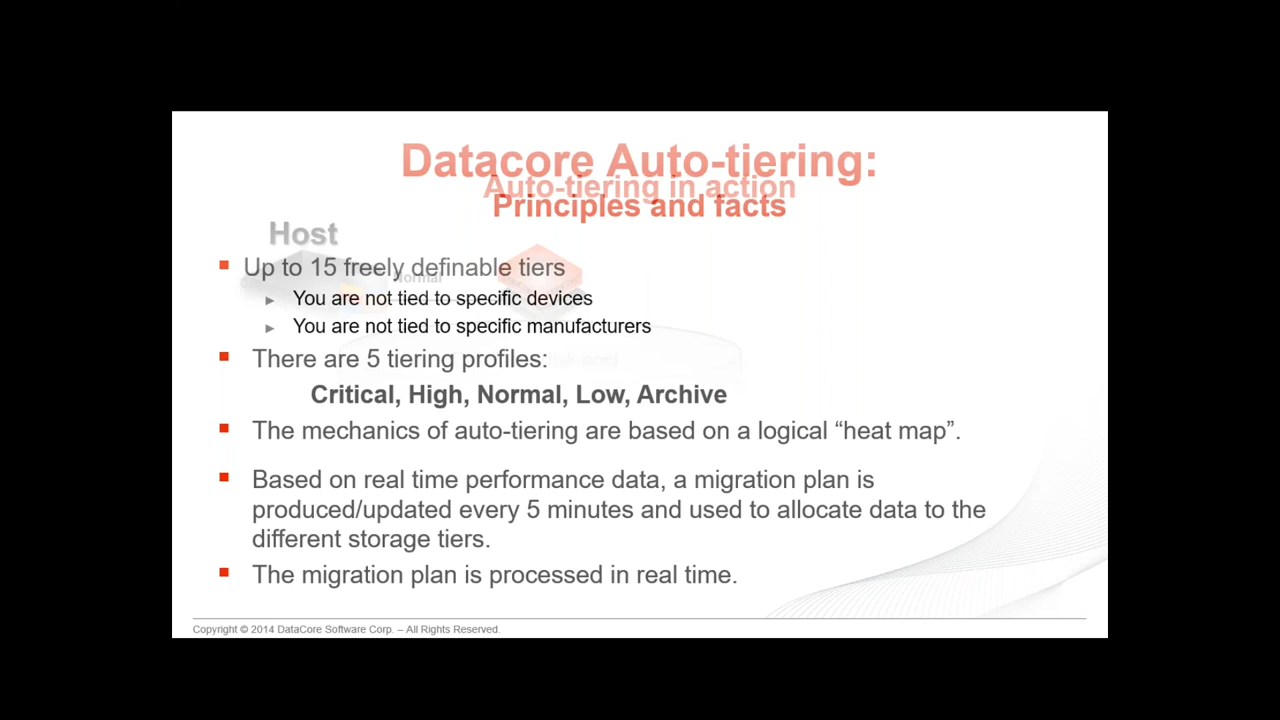 Datacore Auto-tiering:
Auto-tiering in action
Principles and facts
Host
Up to 15 freely definable tiers
Normal
You are not tied to specific devices
You are not tied to specific manufacturers
There are 5 tiering profiles:
Critical, High, Normal, Low, Archive
The mechanics of auto-tiering are based on a logical “heat map”.
Based on real time performance data, a migration plan is
produced/updated every 5 minutes and used to allocate data to the
different storage tiers.
The migration plan is processed in real time.
Copyright © 2014 DataCore Software Corp. – All Rights Reserved.